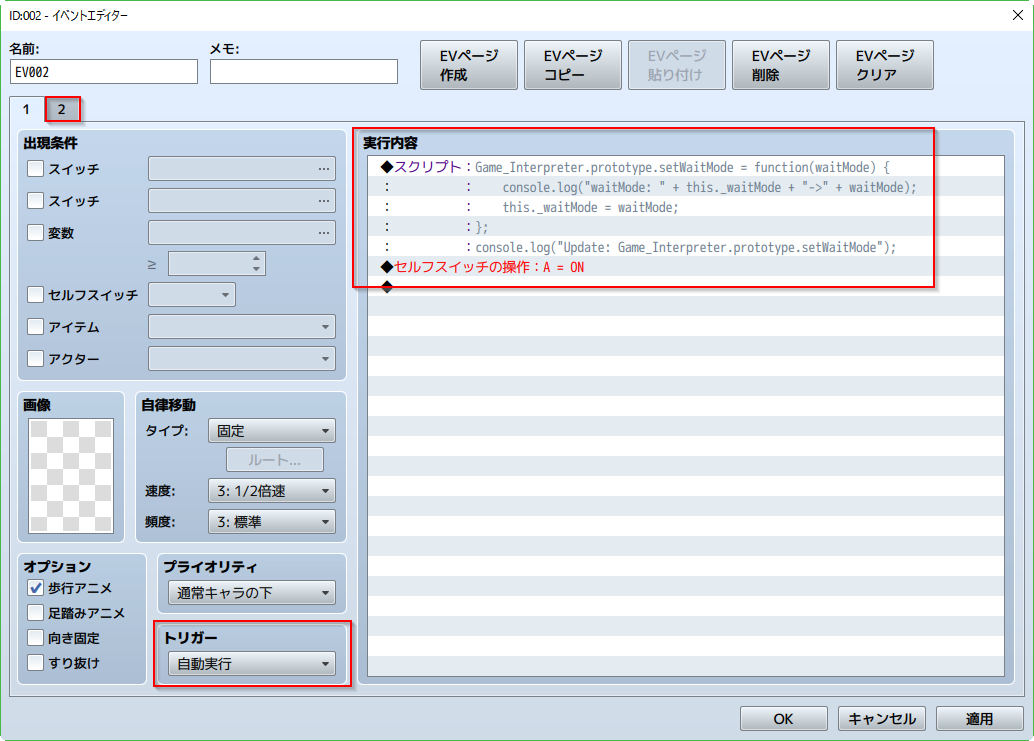 ID:002 - イベントエディター
名前:
メモ:
EV002
EVページ
作成
EVページ
コピー
EVページ
貼り付け
EVページ
削除
EVページ
クリア
1
2
出現条件
スイッチ
...
スイッチ
...
変数
...
≥
セルフスイッチ
アイテム
アクター
画像
自律移動
タイプ:
固定
ルート...
速度:
3: 1/2倍速
頻度:
3: 標準
オプション
歩行アニメ
足踏みアニメ
向き固定
すり抜け
プライオリティ
通常キャラの下
トリガー
自動実行
実行内容
◆スクリプト：Game_Interpreter.prototype.setWaitMode = function(waitMode) {
：　：    console.log("waitMode: " + this._waitMode + "->" + waitMode);
：　：    this._waitMode = waitMode;
：　：};
：　：console.log("Update: Game_Interpreter.prototype.setWaitMode");
◆セルフスイッチの操作：A = ON
◆
OK
キャンセル
適用